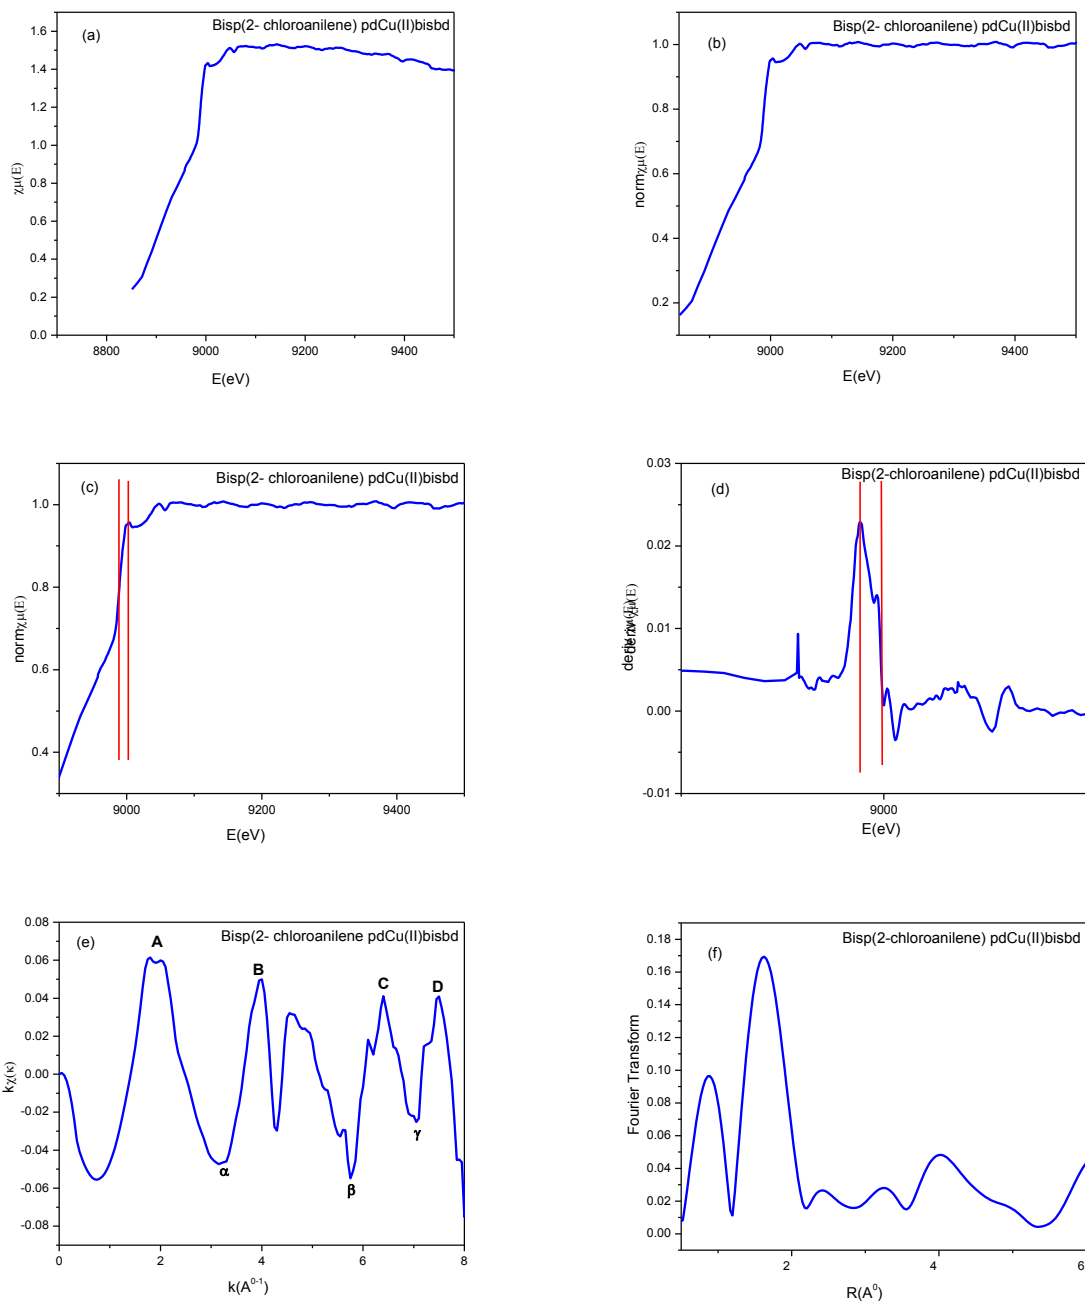 (a)
Bisp(2- chloroanilene) pdCu(II)bisbd
1.6
1.4
1.2
1.0
0.8
0.6
0.4
0.2
0.0
χμ(E)
8800
9000
9200
9400
E(eV)
(b)
Bisp(2- chloroanilene) pdCu(II)bisbd
1.0
0.8
0.6
0.4
0.2
normχμ(E)
9000
9200
9400
E(eV)
(c)
Bisp(2- chloroanilene) pdCu(II)bisbd
1.0
0.8
0.6
0.4
normχμ(E)
9000
9200
9400
E(eV)
(d)
Bisp(2-chloroanilene) pdCu(II)bisbd
0.03
0.02
0.01
0.00
-0.01
deriv χμ(E)
9000
E(eV)
(e)
Bisp(2- chloroanilene pdCu(II)bisbd
A
B
C
D
α
β
γ
0.08
0.06
0.04
0.02
0.00
-0.02
-0.04
-0.06
-0.08
kχ(κ)
0
2
4
6
8
k(A⁰⁻¹)
(f)
Bisp(2-chloroanilene) pdCu(II)bisbd
0.18
0.16
0.14
0.12
0.10
0.08
0.06
0.04
0.02
0.00
Fourier Transform
2
4
6
R(A⁰)